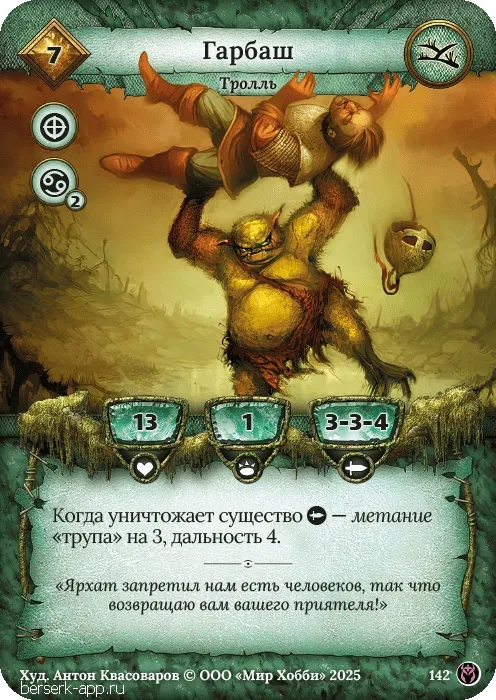 7
Гарбаш
Тролль
2
13
1
3-3-4
Когда уничтожает существо — метание
«трупа» на 3, дальность 4.
«Ярхат запретил нам есть человеков, так что
возвращаю вам вашего приятеля!»
Худ. Антон Квасоваров © ООО «Мир Хобби» 2025
142
berserk-app.ru